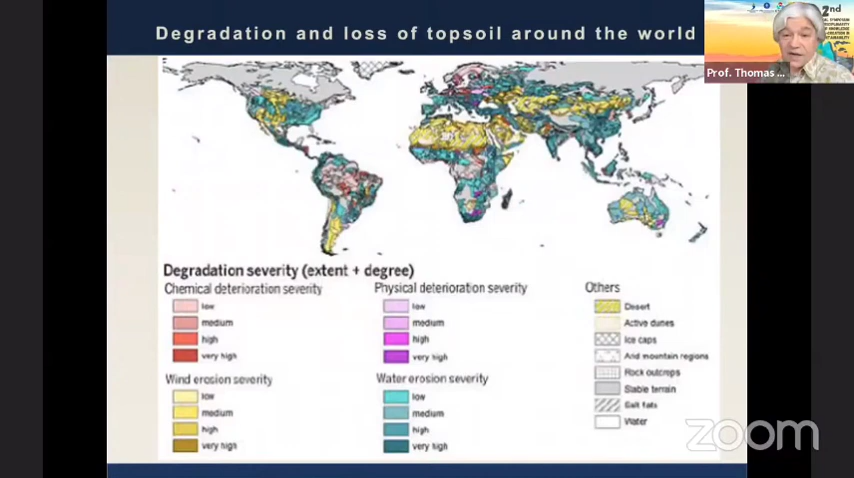 Degradation and loss of topsoil around the world
2nd
Prof. Thomas ...
Degradation severity (extent + degree)
Chemical deterioration severity
low
medium
high
very high
Physical deterioration severity
low
medium
high
very high
Others
Desert
Active dunes
Ice caps
Arid mountain regions
Rock outcrops
Stable terrain
Salt flats
Water
Wind erosion severity
low
medium
high
very high
Water erosion severity
low
medium
high
very high
zoom